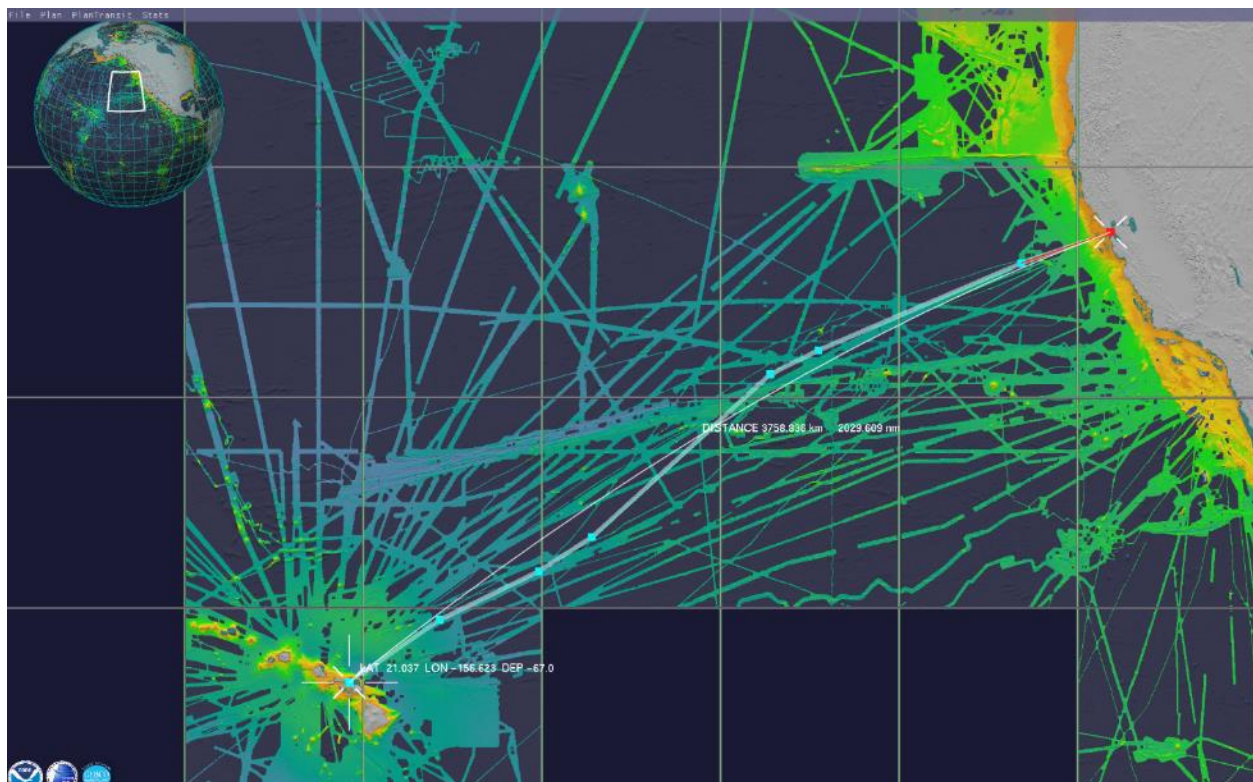 File Plan PlanTransit Stats
DISTANCE 3758.836 km 2029.609 nm
LAT 21.037 LON -156.623 DEP -67.0